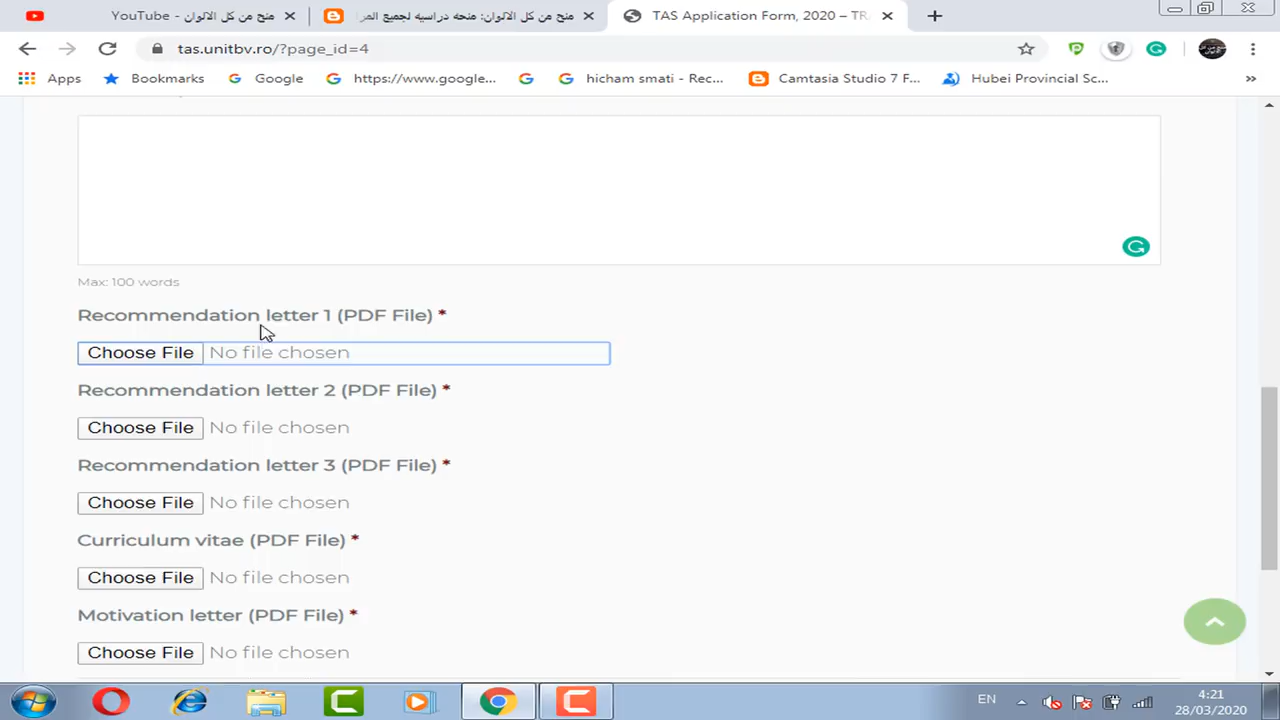 منح من كل الالوان - YouTube
منح من كل الالوان: منحه دراسيه لجميع المر
TAS Application Form, 2020 – TR
tas.unitbv.ro/?page_id=4
Apps
Bookmarks
Google
https://www.google...
hicham smati - Rec...
Camtasia Studio 7 F...
Hubei Provincial Sc...
»
Max: 100 words
Recommendation letter 1 (PDF File) *
Choose File No file chosen
Recommendation letter 2 (PDF File) *
Choose File No file chosen
Recommendation letter 3 (PDF File) *
Choose File No file chosen
Curriculum vitae (PDF File) *
Choose File No file chosen
Motivation letter (PDF File) *
Choose File No file chosen
EN
4:21
28/03/2020